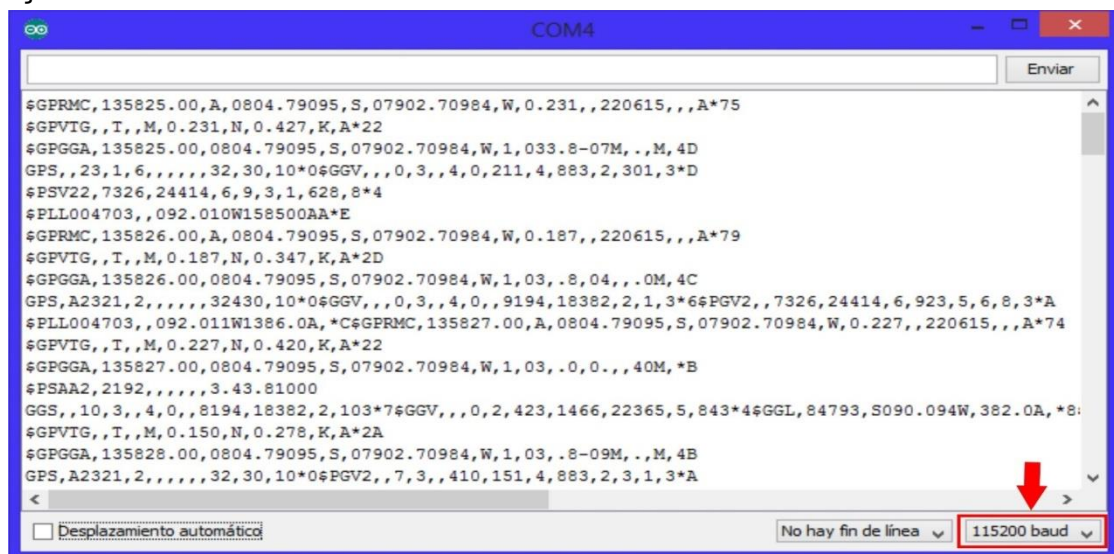 COM4
Enviar
$GPRMC,135825.00,A,0804.79095,S,07902.70984,W,0.231,,220615,,,A*75
$GPVTG,,T,,M,0.231,N,0.427,K,A*22
$GPGGA,135825.00,0804.79095,S,07902.70984,W,1,033.8-07M,.,M,4D
GPS,,23,1,6,,,,,,32,30,10*0$GGV,,,0,3,,4,0,211,4,883,2,301,3*D
$PSV22,7326,24414,6,9,3,1,628,8*4
$PLL004703,,092.010W158500AA*E
$GPRMC,135826.00,A,0804.79095,S,07902.70984,W,0.187,,220615,,,A*79
$GPVTG,,T,,M,0.187,N,0.347,K,A*2D
$GPGGA,135826.00,0804.79095,S,07902.70984,W,1,03,.8,04,,.0M,4C
GPS,A2321,2,,,,,,32430,10*0$GGV,,,0,3,,4,0,,9194,18382,2,1,3*6$PGV2,,7326,24414,6,923,5,6,8,3*A
$PLL004703,,092.011W1386.0A,*C$GPRMC,135827.00,A,0804.79095,S,07902.70984,W,0.227,,220615,,,A*74
$GPVTG,,T,,M,0.227,N,0.420,K,A*22
$GPGGA,135827.00,0804.79095,S,07902.70984,W,1,03,.0,0.,,40M,*B
$PSAA2,2192,,,,,,3.43.81000
GGS,,10,3,,4,0,,8194,18382,2,103*7$GGV,,,0,2,423,1466,22365,5,843*4$GGL,84793,S090.094W,382.0A,*8
$GPVTG,,T,,M,0.150,N,0.278,K,A*2A
$GPGGA,135828.00,0804.79095,S,07902.70984,W,1,03,.8-09M,.,M,4B
GPS,A2321,2,,,,,,32,30,10*0$PGV2,,7,3,,410,151,4,883,2,3,1,3*A
Desplazamiento automático
No hay fin de línea
115200 baud